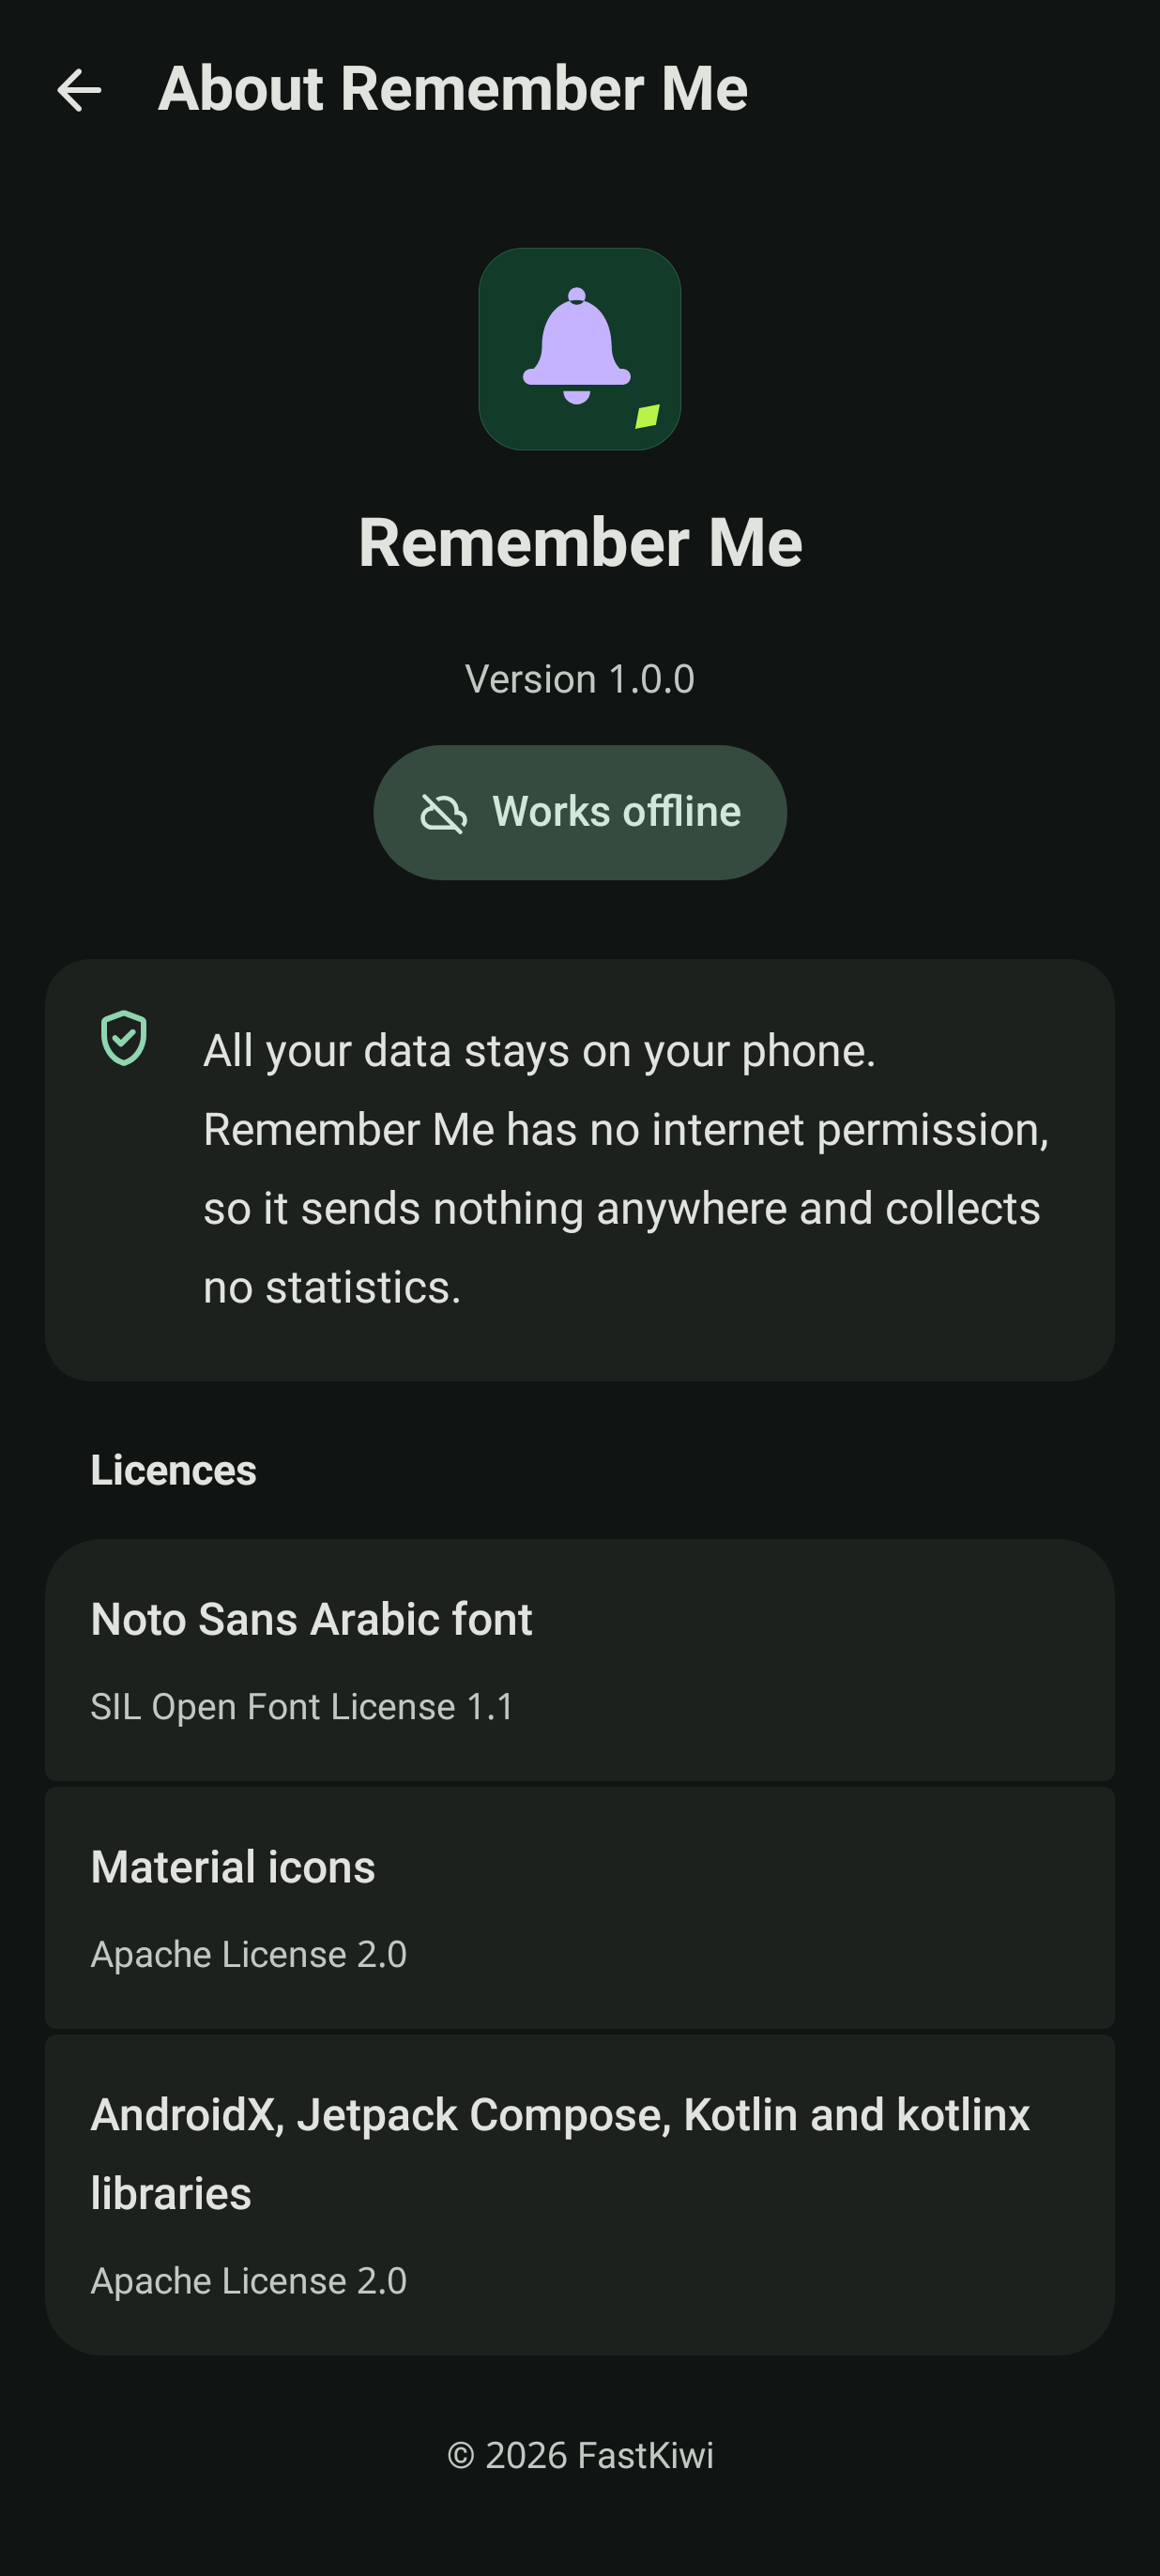 About Remember Me
Remember Me
Version 1.0.0
Works offline
All your data stays on your phone.
Remember Me has no internet permission,
so it sends nothing anywhere and collects
no statistics.
Licences
Noto Sans Arabic font
SIL Open Font License 1.1
Material icons
Apache License 2.0
AndroidX, Jetpack Compose, Kotlin and kotlinx
libraries
Apache License 2.0
© 2026 FastKiwi